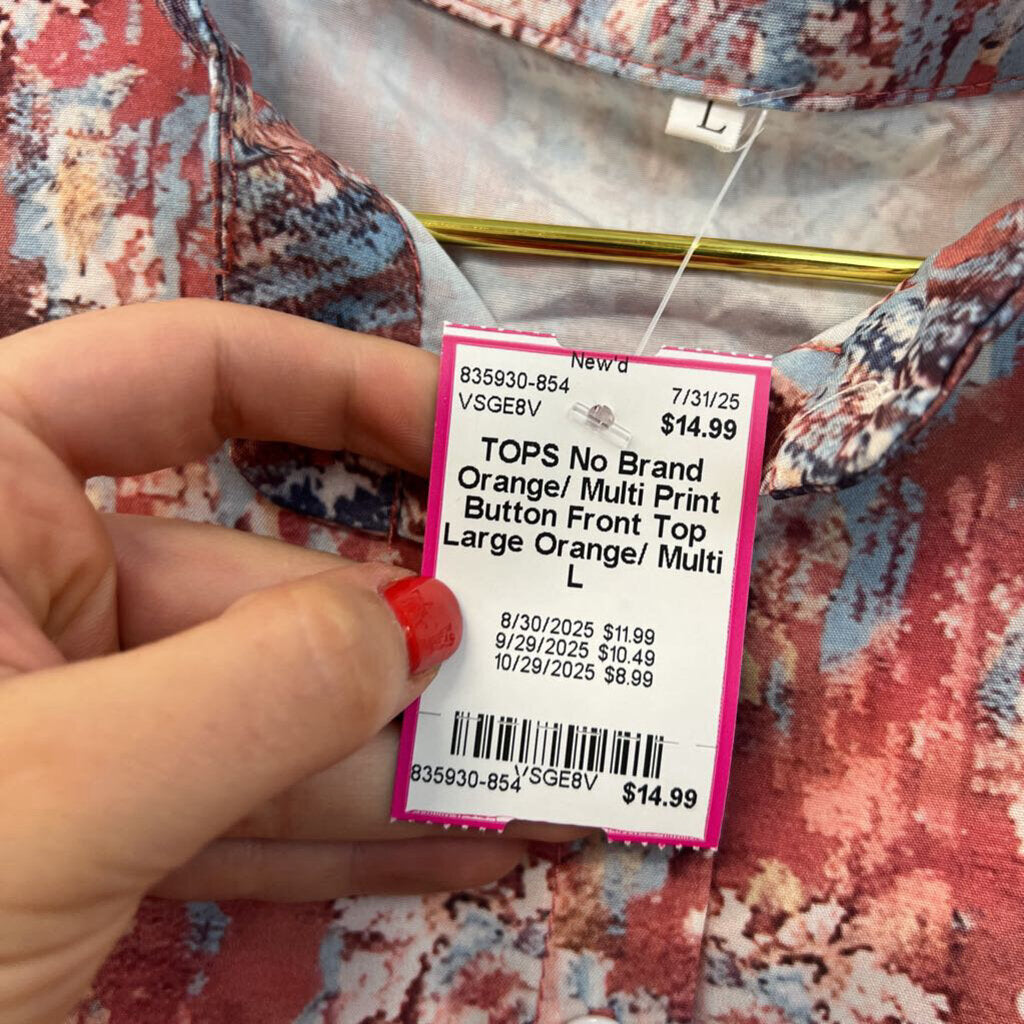 L
New'd
835930-854
7/31/25
VSGE8V
$14.99
TOPS No Brand
Orange/ Multi Print
Button Front Top
Large Orange/ Multi
L
8/30/2025 $11.99
9/29/2025 $10.49
10/29/2025 $8.99
835930-854 VSGE8V $14.99